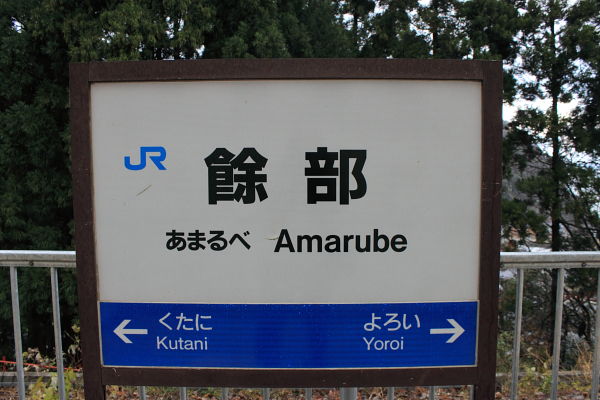 JR 餘部
あまるべ Amarube
← くたに よろい →
Kutani Yoroi